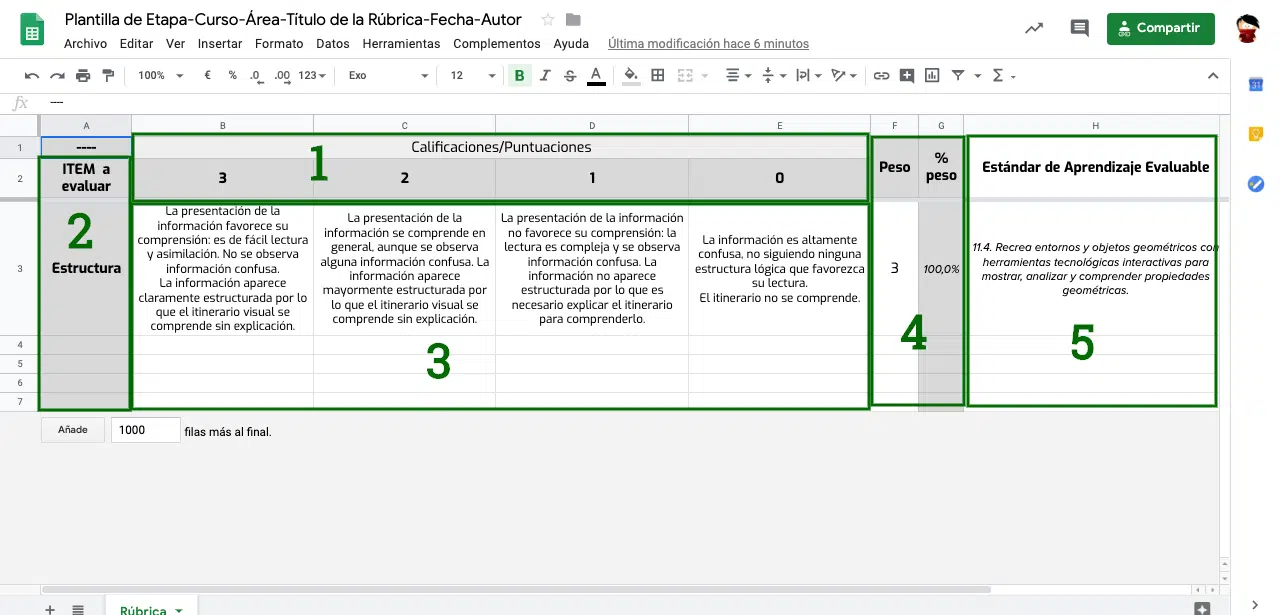 Plantilla de Etapa-Curso-Área-Título de la Rúbrica-Fecha-Autor
Archivo Editar Ver Insertar Formato Datos Herramientas Complementos Ayuda Última modificación hace 6 minutos
Compartir
100% € % .0 .00 123 Exo 12 B I S A
fx ----
A B C D E F G H
1 ---- Calificaciones/Puntuaciones
1
2
ITEM a
evaluar
3 2 1 0
Peso
%
peso
Estándar de Aprendizaje Evaluable
2
3
Estructura
La presentación de la
información favorece su
comprensión: es de fácil lectura
y asimilación. No se observa
información confusa.
La información aparece
claramente estructurada por lo
que el itinerario visual se
comprende sin explicación.
La presentación de la
información se comprende en
general, aunque se observa
alguna información confusa. La
información aparece
mayormente estructurada por
lo que el itinerario visual se
comprende sin explicación.
La presentación de la información
no favorece su comprensión: la
lectura es compleja y se observa
información confusa. La
información no aparece
estructurada por lo que es
necesario explicar el itinerario
para comprenderlo.
La información es altamente
confusa, no siguiendo ninguna
estructura lógica que favorezca
su lectura.
El itinerario no se comprende.
3
100,0%
11.4. Recrea entornos y objetos geométricos con
herramientas tecnológicas interactivas para
mostrar, analizar y comprender propiedades
geométricas.
3
4
5
4
5
6
7
Añade 1000 filas más al final.
Rúbrica
31